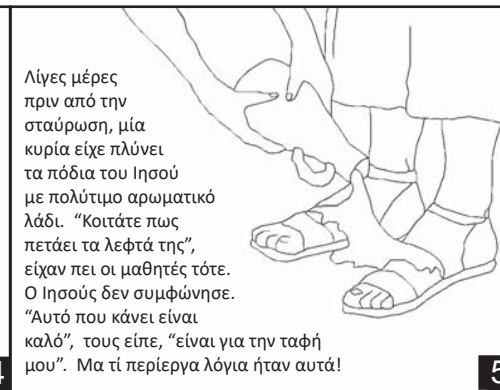 Λίγες μέρες
πριν από την
σταύρωση, μία
κυρία είχε πλύνει
τα πόδια του Ιησού
με πολύτιμο αρωματικό
λάδι. “Κοιτάτε πως
πετάει τα λεφτά της”,
είχαν πει οι μαθητές τότε.
Ο Ιησούς δεν συμφώνησε.
“Αυτό που κάνει είναι
καλό”, τους είπε, “είναι για την ταφή
μου”. Μα τί περίεργα λόγια ήταν αυτά!
4
5